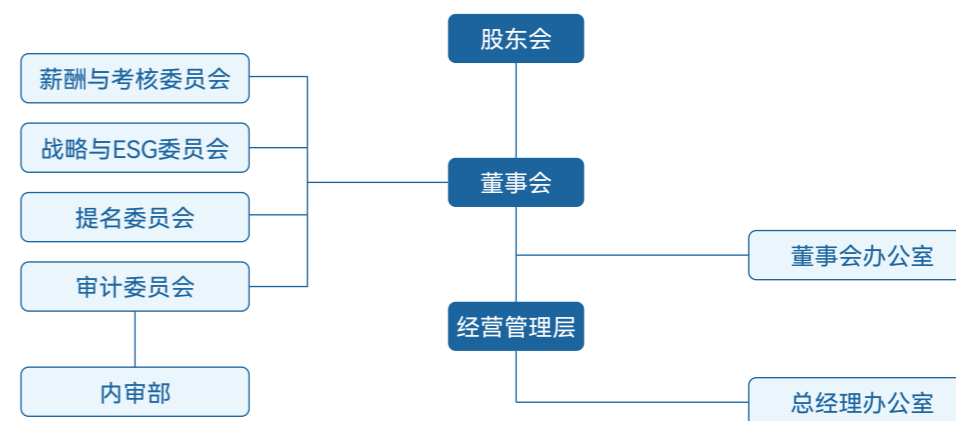 股东会
薪酬与考核委员会
战略与ESG委员会
董事会
提名委员会
董事会办公室
审计委员会
经营管理层
内审部
总经理办公室